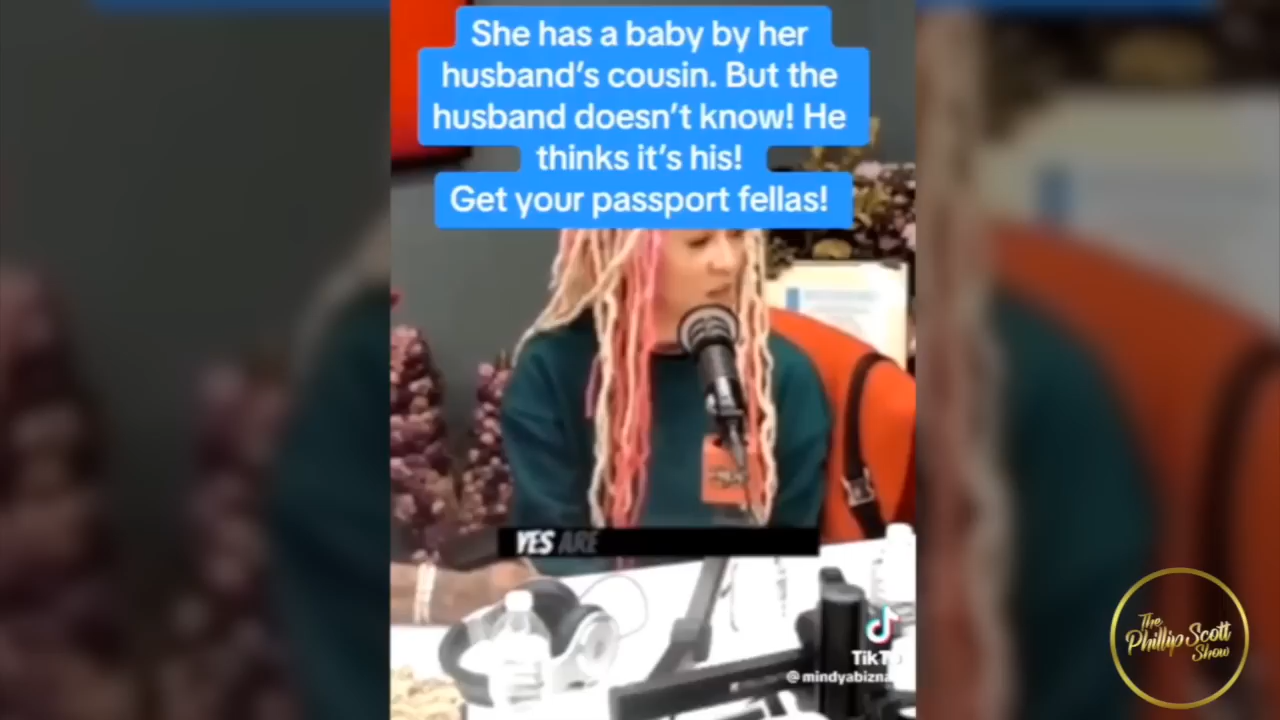 She has a baby by her
husband's cousin. But the
husband doesn't know! He
thinks it's his!
Get your passport fellas!
YES ARE
TikTok
@mindyabizna
The
Phillip Scott
Show